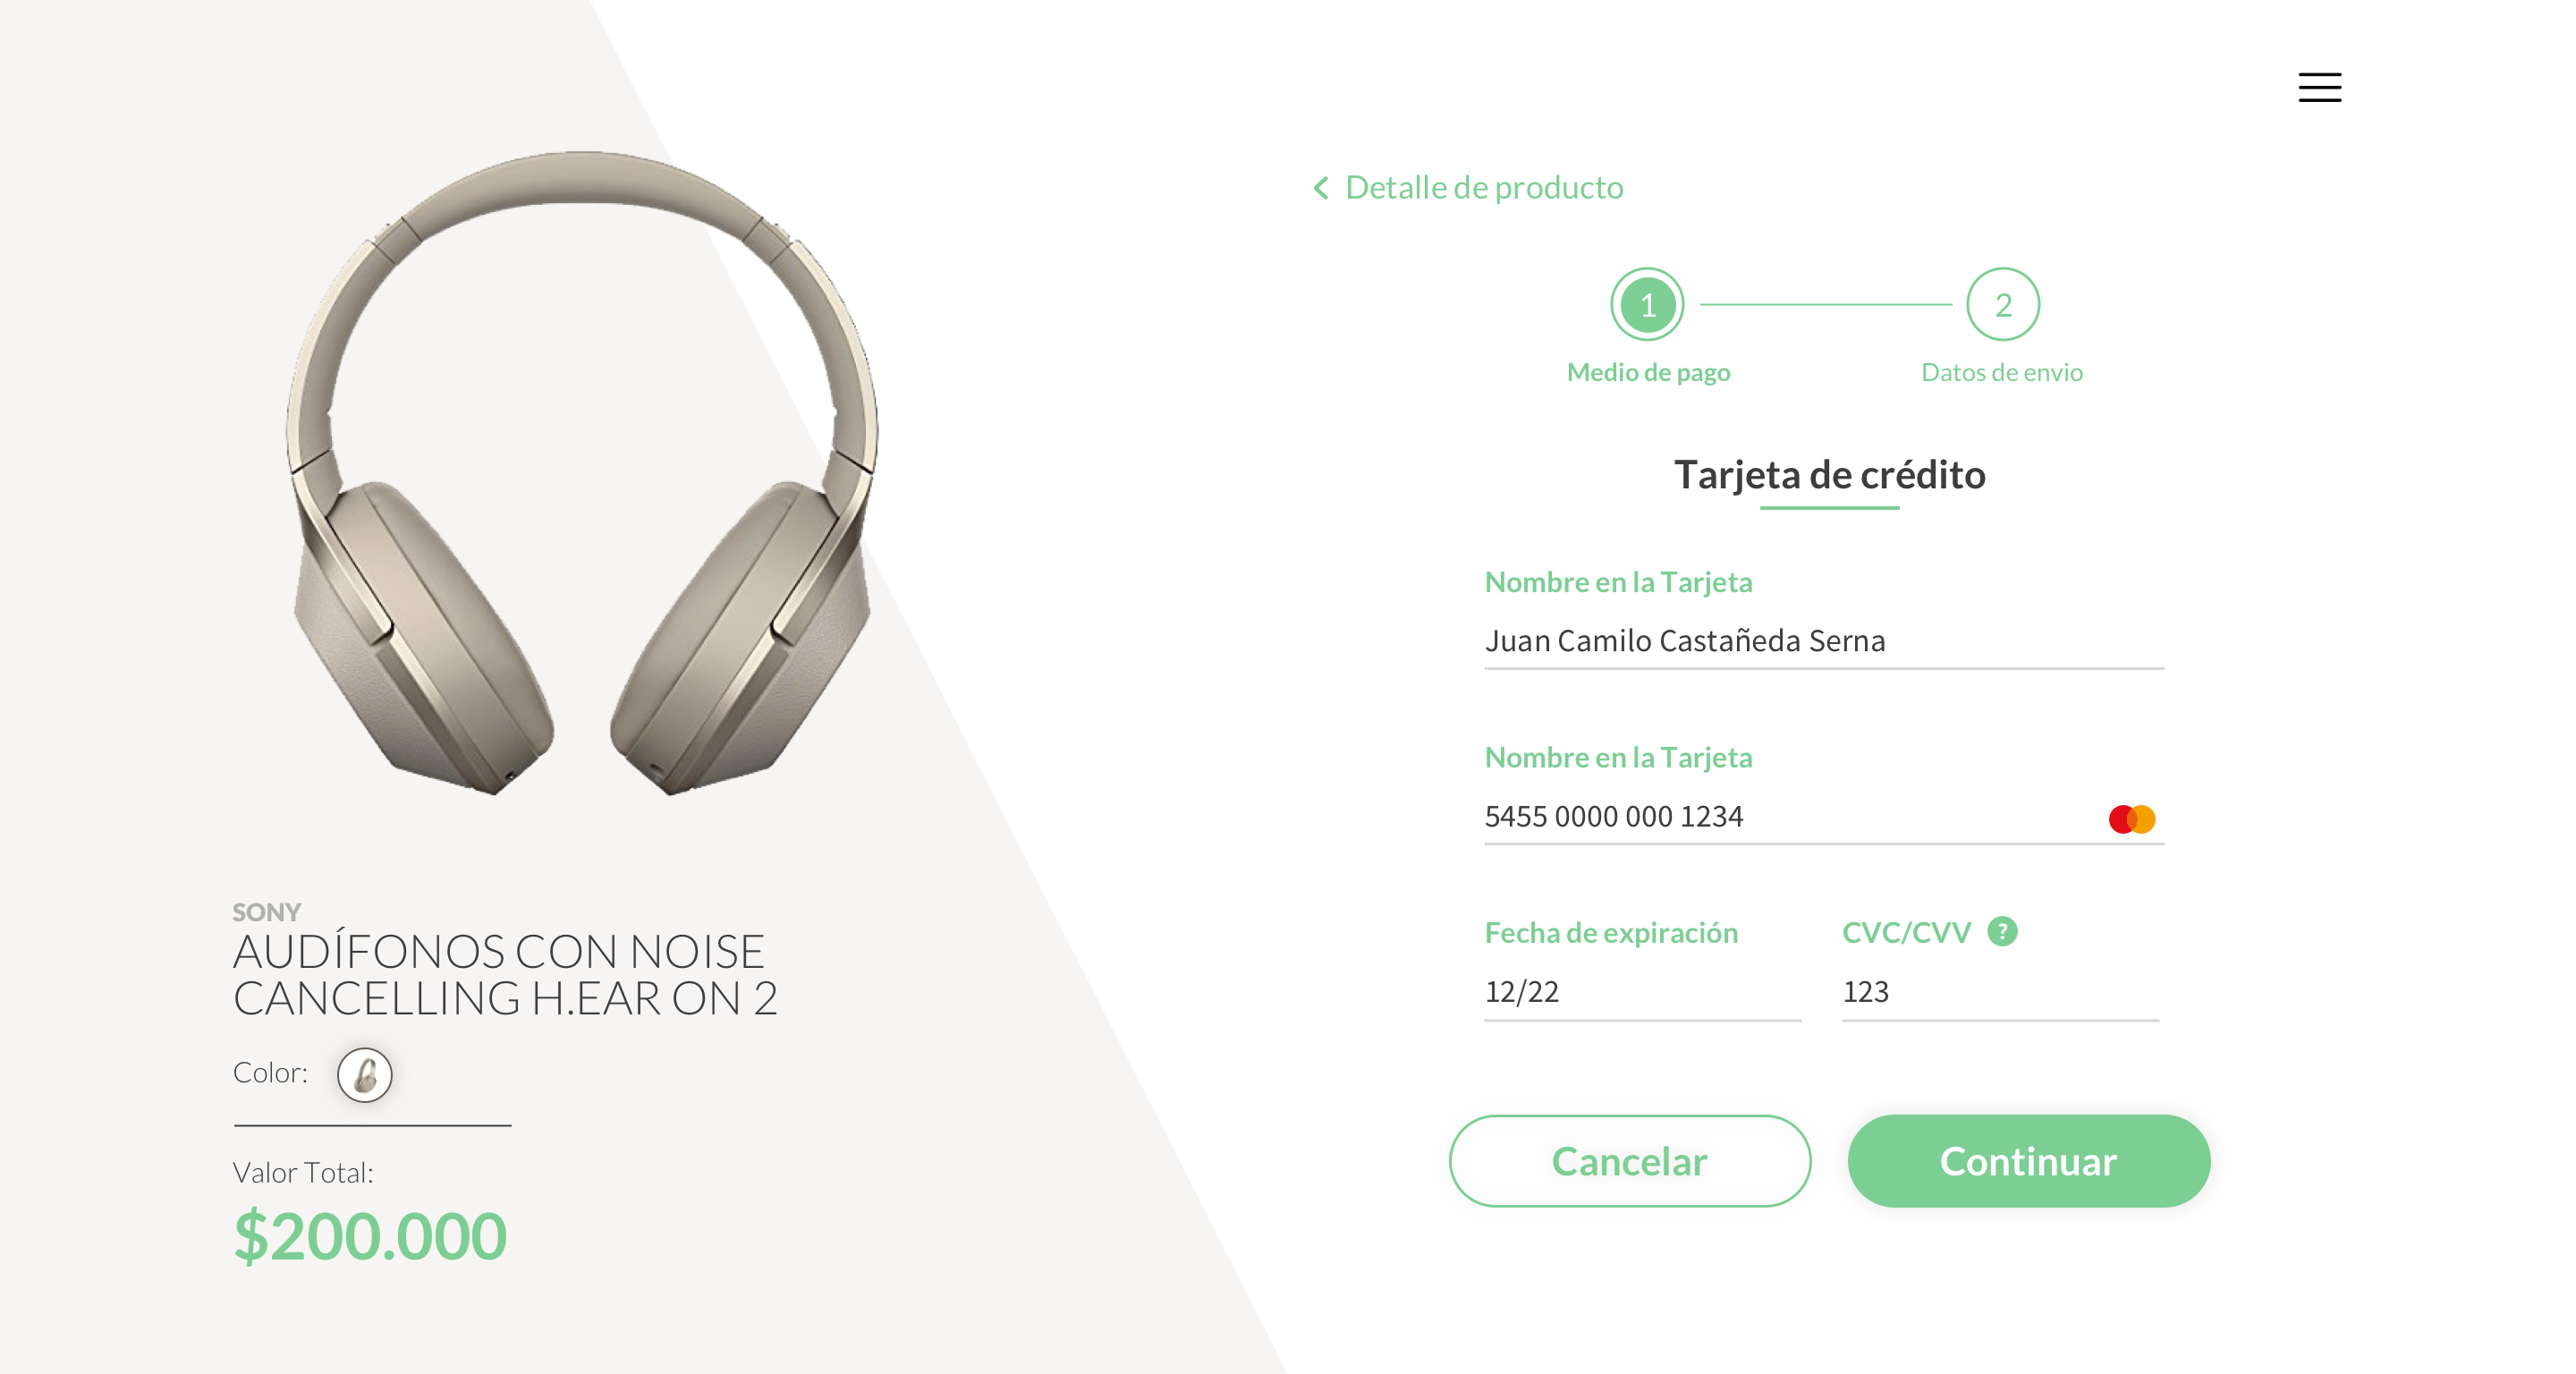 SONY
AUDÍFONOS CON NOISE
CANCELLING H.EAR ON 2
Color:
Valor Total:
$200.000
Detalle de producto
1
2
Medio de pago
Datos de envio
Tarjeta de crédito
Nombre en la Tarjeta
Juan Camilo Castañeda Serna
Nombre en la Tarjeta
5455 0000 000 1234
Fecha de expiración
12/22
CVC/CVV ?
123
Cancelar
Continuar